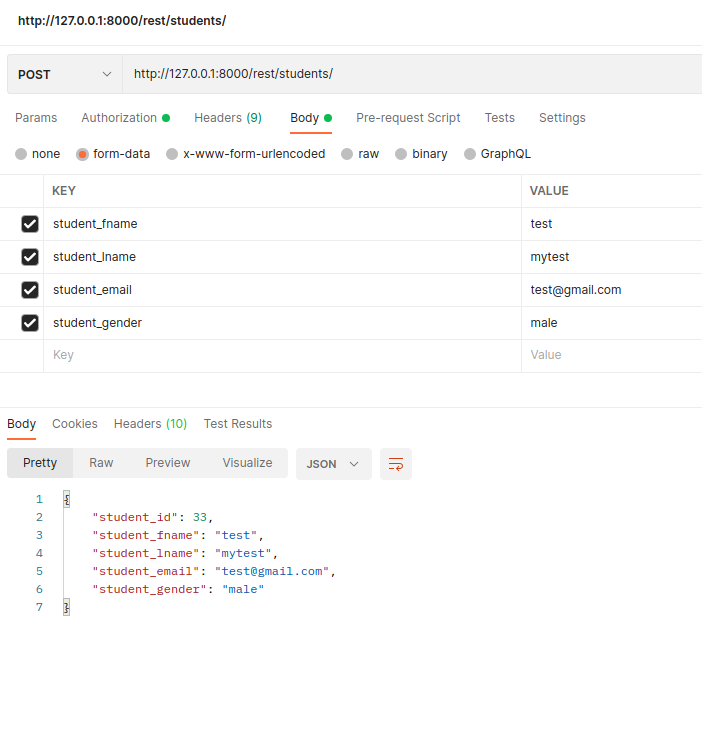 http://127.0.0.1:8000/rest/students/
POST http://127.0.0.1:8000/rest/students/
Params Authorization Headers (9) Body Pre-request Script Tests Settings
none form-data x-www-form-urlencoded raw binary GraphQL
KEY VALUE
student_fname test
student_lname mytest
student_email test@gmail.com
student_gender male
Key Value
Body Cookies Headers (10) Test Results
Pretty Raw Preview Visualize JSON
1 {
2 "student_id": 33,
3 "student_fname": "test",
4 "student_lname": "mytest",
5 "student_email": "test@gmail.com",
6 "student_gender": "male"
7 }